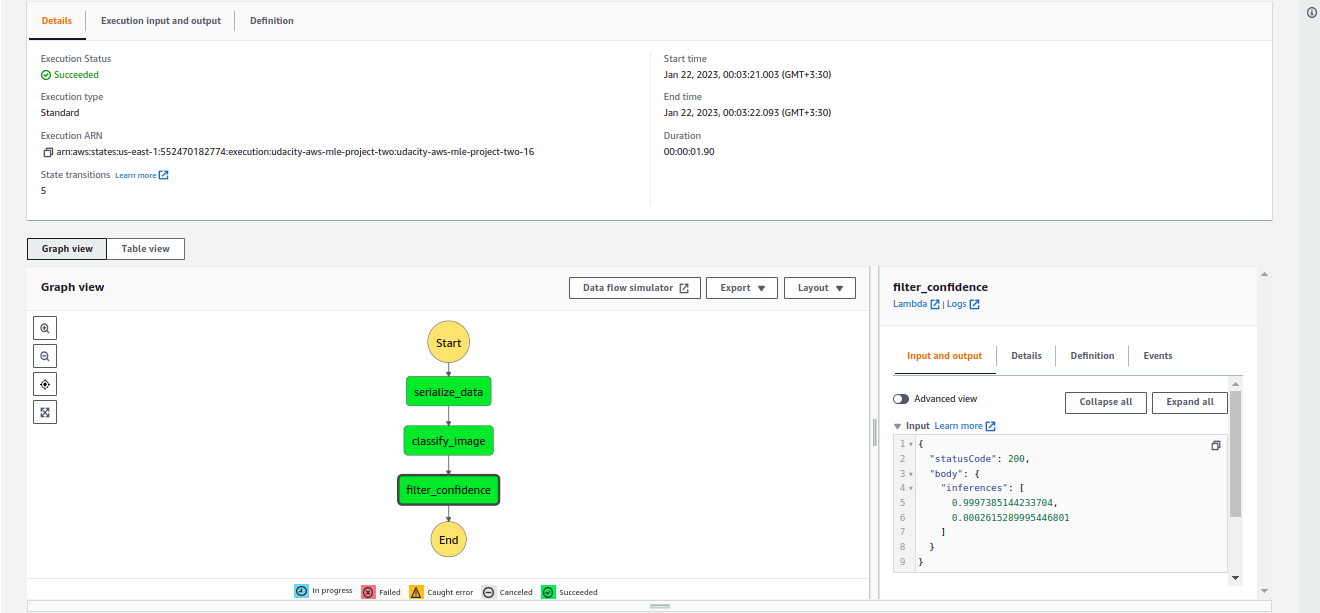 Details
Execution input and output
Definition
Execution Status
Succeeded
Execution type
Standard
Execution ARN
arn:aws:states:us-east-1:552470182774:execution:udacity-aws-mle-project-two:udacity-aws-mle-project-two-16
State transitions Learn more
5
Start time
Jan 22, 2023, 00:03:21.003 (GMT+3:30)
End time
Jan 22, 2023, 00:03:22.093 (GMT+3:30)
Duration
00:00:01.90
Graph view
Table view
Graph view
Data flow simulator
Export
Layout
Start
serialize_data
classify_image
filter_confidence
End
In progress
Failed
Caught error
Canceled
Succeeded
filter_confidence
Lambda | Logs
Input and output
Details
Definition
Events
Advanced view
Collapse all
Expand all
Input Learn more
1 {
2 "statusCode": 200,
3 "body": {
4 "inferences": [
5 0.9997385144233704,
6 0.0002615289995446801
7 ]
8 }
9 }